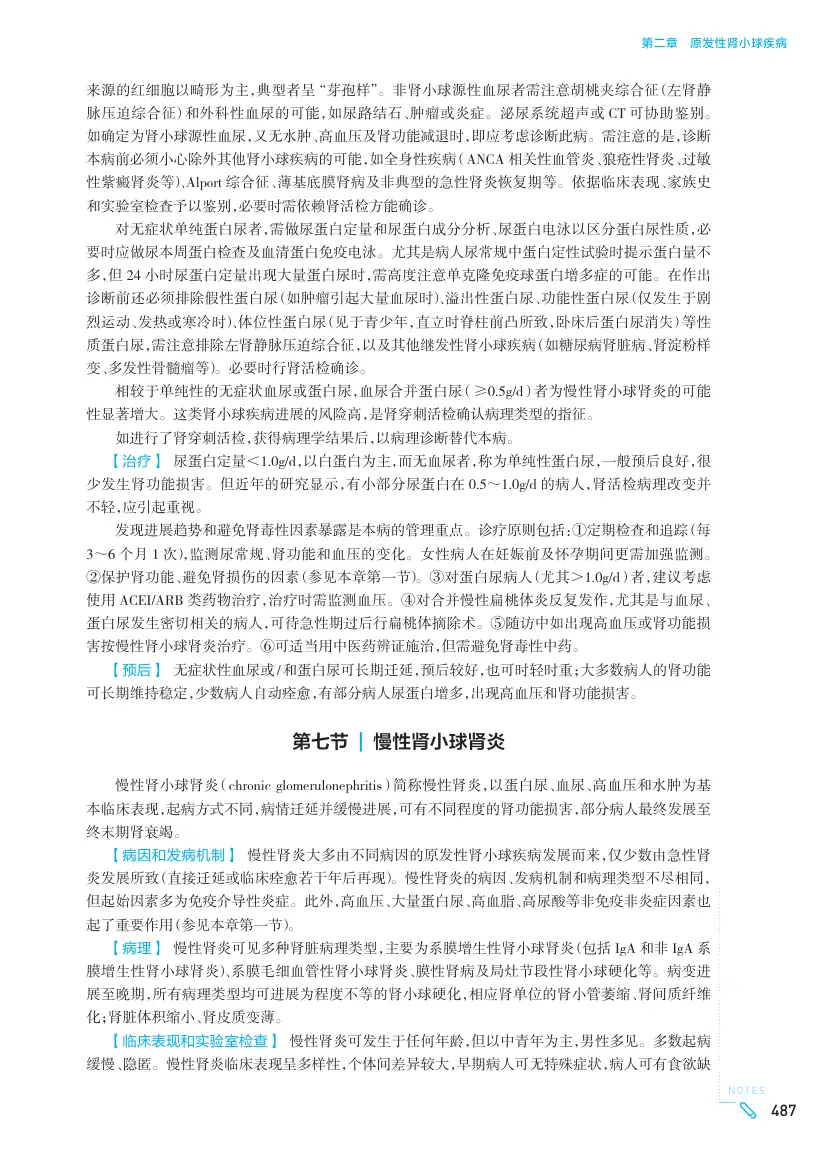 第二章 原发性肾小球疾病
来源的红细胞以畸形为主，典型者呈“芽孢样”。非肾小球源性血尿者需注意胡桃夹综合征（左肾静
脉压迫综合征）和外科性血尿的可能，如尿路结石、肿瘤或炎症。泌尿系统超声或 CT 可协助鉴别。
如确定为肾小球源性血尿，又无水肿、高血压及肾功能减退时，即应考虑诊断此病。需注意的是，诊断
本病前必须小心除外其他肾小球疾病的可能，如全身性疾病（ANCA 相关性血管炎、狼疮性肾炎、过敏
性紫癜肾炎等）、Alport 综合征、薄基底膜肾病及非典型的急性肾炎恢复期等。依据临床表现、家族史
和实验室检查予以鉴别，必要时需依赖肾活检方能确诊。
对无症状单纯蛋白尿者，需做尿蛋白定量和尿蛋白成分分析、尿蛋白电泳以区分蛋白尿性质，必
要时应做尿本周蛋白检查及血清蛋白免疫电泳。尤其是病人尿常规中蛋白定性试验时提示蛋白量不
多，但 24 小时尿蛋白定量出现大量蛋白尿时，需高度注意单克隆免疫球蛋白增多症的可能。在作出
诊断前还必须排除假性蛋白尿（如肿瘤引起大量血尿时）、溢出性蛋白尿、功能性蛋白尿（仅发生于剧
烈运动、发热或寒冷时）、体位性蛋白尿（见于青少年，直立时脊柱前凸所致，卧床后蛋白尿消失）等性
质蛋白尿，需注意排除左肾静脉压迫综合征，以及其他继发性肾小球疾病（如糖尿病肾脏病、肾淀粉样
变、多发性骨髓瘤等）。必要时行肾活检确诊。
相较于单纯性的无症状血尿或蛋白尿，血尿合并蛋白尿（≥0.5g/d）者为慢性肾小球肾炎的可能
性显著增大。这类肾小球疾病进展的风险高，是肾穿刺活检确认病理类型的指征。
如进行了肾穿刺活检，获得病理学结果后，以病理诊断替代本病。
【治疗】 尿蛋白定量＜1.0g/d，以白蛋白为主，而无血尿者，称为单纯性蛋白尿，一般预后良好，很
少发生肾功能损害。但近年的研究显示，有小部分尿蛋白在 0.5～1.0g/d 的病人，肾活检病理改变并
不轻，应引起重视。
发现进展趋势和避免肾毒性因素暴露是本病的管理重点。诊疗原则包括：①定期检查和追踪（每
3～6 个月 1 次），监测尿常规、肾功能和血压的变化。女性病人在妊娠前及怀孕期间更需加强监测。
②保护肾功能、避免肾损伤的因素（参见本章第一节）。③对蛋白尿病人（尤其＞1.0g/d）者，建议考虑
使用 ACEI/ARB 类药物治疗，治疗时需监测血压。④对合并慢性扁桃体炎反复发作，尤其是与血尿、
蛋白尿发生密切相关的病人，可待急性期过后行扁桃体摘除术。⑤随访中如出现高血压或肾功能损
害按慢性肾小球肾炎治疗。⑥可适当用中医药辨证施治，但需避免肾毒性中药。
【预后】 无症状性血尿或/和蛋白尿可长期迁延，预后较好，也可时轻时重；大多数病人的肾功能
可长期维持稳定，少数病人自动痊愈，有部分病人尿蛋白增多，出现高血压和肾功能损害。
第七节 | 慢性肾小球肾炎
慢性肾小球肾炎（chronic glomerulonephritis）简称慢性肾炎，以蛋白尿、血尿、高血压和水肿为基
本临床表现，起病方式不同，病情迁延并缓慢进展，可有不同程度的肾功能损害，部分病人最终发展至
终末期肾衰竭。
【病因和发病机制】 慢性肾炎大多由不同病因的原发性肾小球疾病发展而来，仅少数由急性肾
炎发展所致（直接迁延或临床痊愈若干年后再现）。慢性肾炎的病因、发病机制和病理类型不尽相同，
但起始因素多为免疫介导性炎症。此外，高血压、大量蛋白尿、高血脂、高尿酸等非免疫非炎症因素也
起了重要作用（参见本章第一节）。
【病理】 慢性肾炎可见多种肾脏病理类型，主要为系膜增生性肾小球肾炎（包括 IgA 和非 IgA 系
膜增生性肾小球肾炎）、系膜毛细血管性肾小球肾炎、膜性肾病及局灶节段性肾小球硬化等。病变进
展至晚期，所有病理类型均可进展为程度不等的肾小球硬化，相应肾单位的肾小管萎缩、肾间质纤维
化；肾脏体积缩小、肾皮质变薄。
【临床表现和实验室检查】 慢性肾炎可发生于任何年龄，但以中青年为主，男性多见。多数起病
缓慢、隐匿。慢性肾炎临床表现呈多样性，个体间差异较大，早期病人可无特殊症状，病人可有食欲缺
NOTES
487